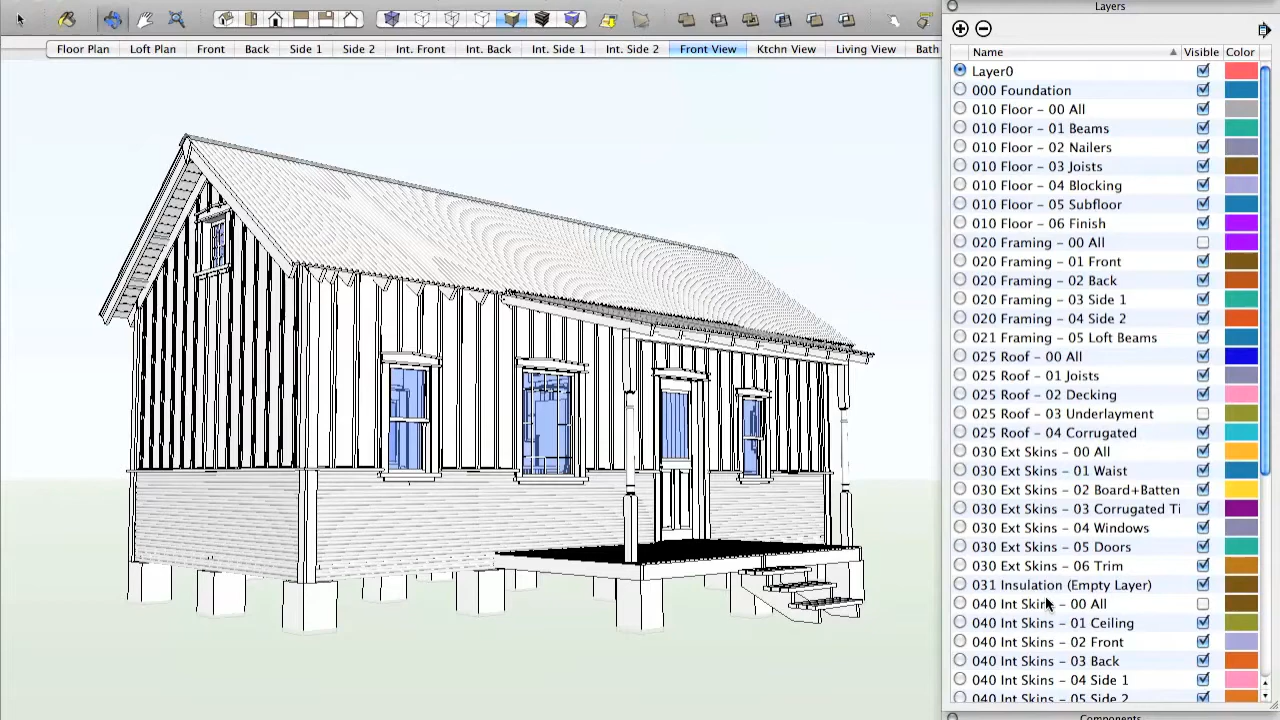 Layers
Floor Plan Loft Plan Front Back Side 1 Side 2 Int. Front Int. Back Int. Side 1 Int. Side 2 Front View Ktchn View Living View Bath
Name Visible Color
Layer0
000 Foundation
010 Floor – 00 All
010 Floor – 01 Beams
010 Floor – 02 Nailers
010 Floor – 03 Joists
010 Floor – 04 Blocking
010 Floor – 05 Subfloor
010 Floor – 06 Finish
020 Framing – 00 All
020 Framing – 01 Front
020 Framing – 02 Back
020 Framing – 03 Side 1
020 Framing – 04 Side 2
021 Framing – 05 Loft Beams
025 Roof – 00 All
025 Roof – 01 Joists
025 Roof – 02 Decking
025 Roof – 03 Underlayment
025 Roof – 04 Corrugated
030 Ext Skins – 00 All
030 Ext Skins – 01 Waist
030 Ext Skins – 02 Board+Batten
030 Ext Skins – 03 Corrugated Ti
030 Ext Skins – 04 Windows
030 Ext Skins – 05 Doors
030 Ext Skins – 06 Trim
031 Insulation (Empty Layer)
040 Int Skins – 00 All
040 Int Skins – 01 Ceiling
040 Int Skins – 02 Front
040 Int Skins – 03 Back
040 Int Skins – 04 Side 1
040 Int Skins – 05 Side 2
Components